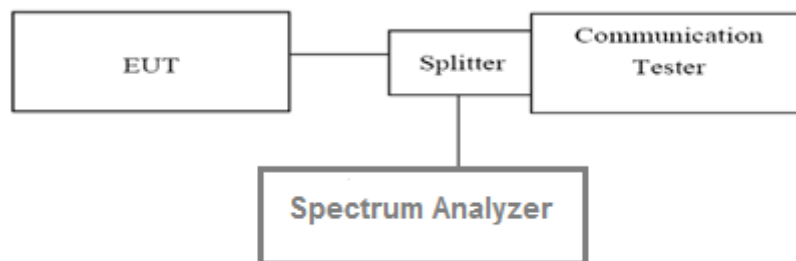 EUT
Splitter
Communication
Tester
Spectrum Analyzer